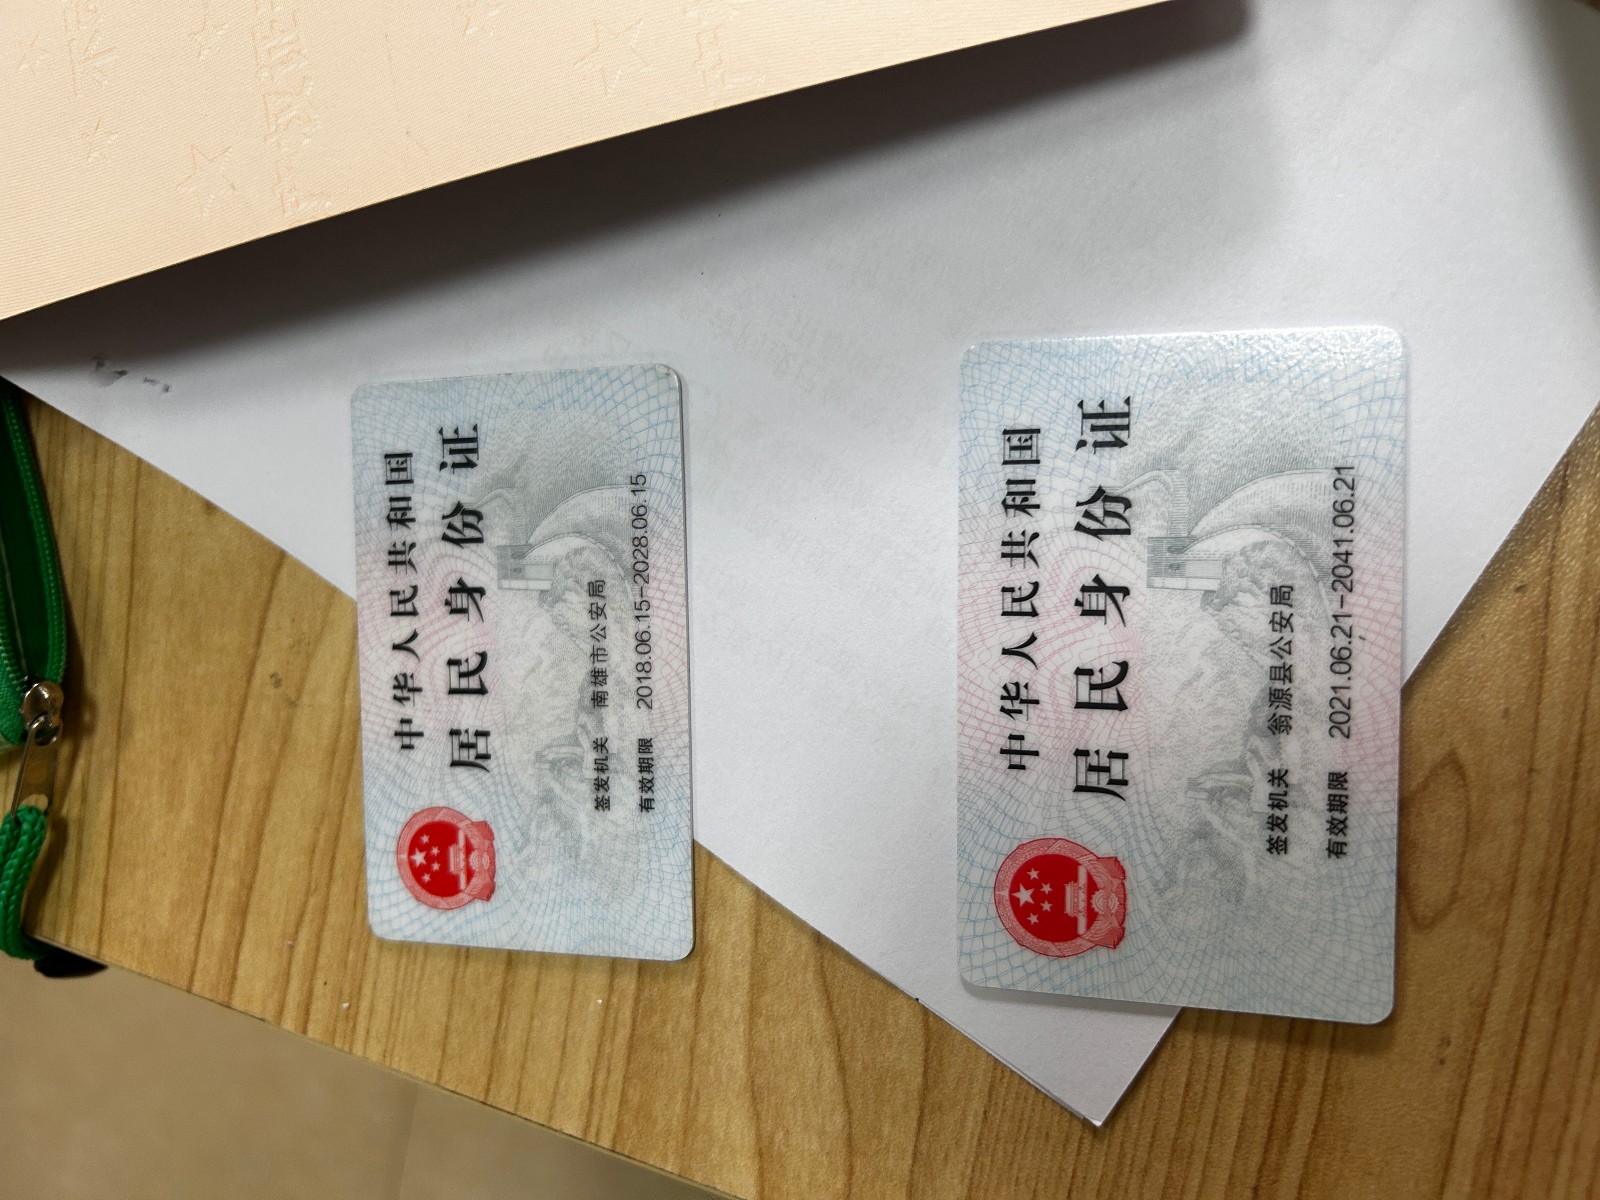 中华人民共和国
居民身份证
签发机关 南雄市公安局
有效期限 2018.06.15-2028.06.15
中华人民共和国
居民身份证
签发机关 翁源县公安局
有效期限 2021.06.21-2041.06.21